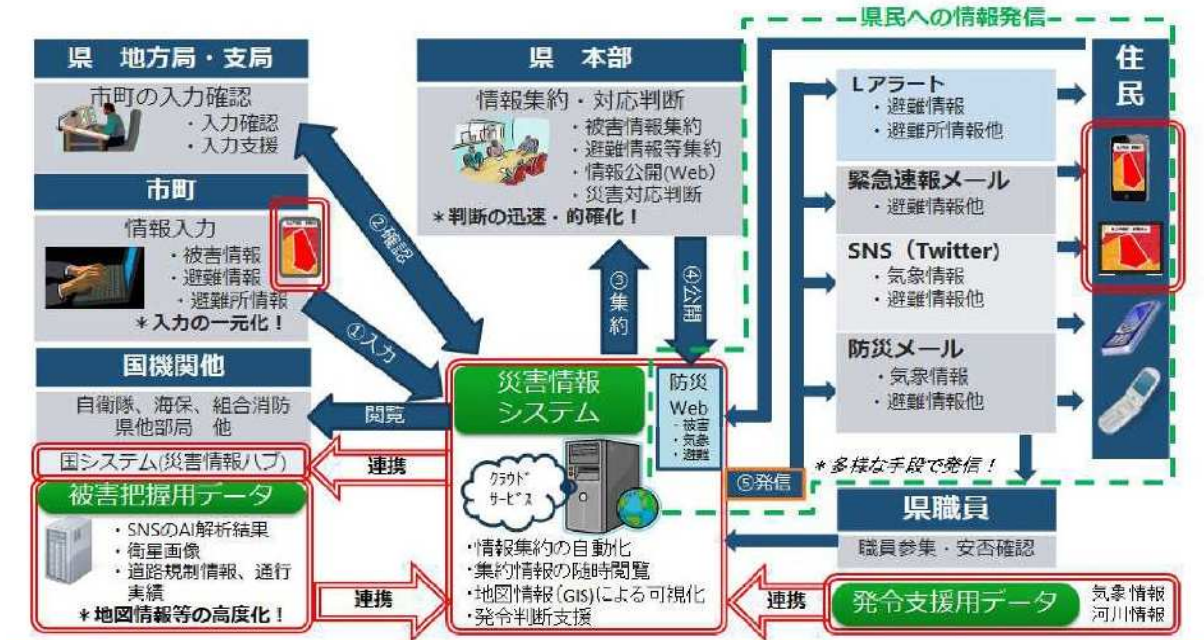 県民への情報発信
県 地方局・支局
市町の入力確認
・入力確認
・入力支援
市町
情報入力
・被害情報
・避難情報
・避難所情報
＊入力の一元化！
国機関他
自衛隊、海保、組合消防
県他部局 他
国システム(災害情報ハブ)
被害把握用データ
・SNSのAI解析結果
・衛星画像
・道路規制情報、通行
実績
＊地図情報等の高度化！
県 本部
情報集約・対応判断
・被害情報集約
・避難情報等集約
・情報公開(Web)
・災害対応判断
＊判断の迅速・的確化！
②確認
①入力
③集約
④公開
閲覧
連携
連携
災害情報
システム
クラウド
サービス
・情報集約の自動化
・集約情報の随時閲覧
・地図情報(GIS)による可視化
・発令判断支援
防災
Web
・被害
・気象
・避難
⑤発信
Lアラート
・避難情報
・避難所情報他
緊急速報メール
・避難情報他
SNS（Twitter)
・気象情報
・避難情報他
防災メール
・気象情報
・避難情報他
＊多様な手段で発信！
住民
県職員
職員参集・安否確認
連携
発令支援用データ
気象情報
河川情報